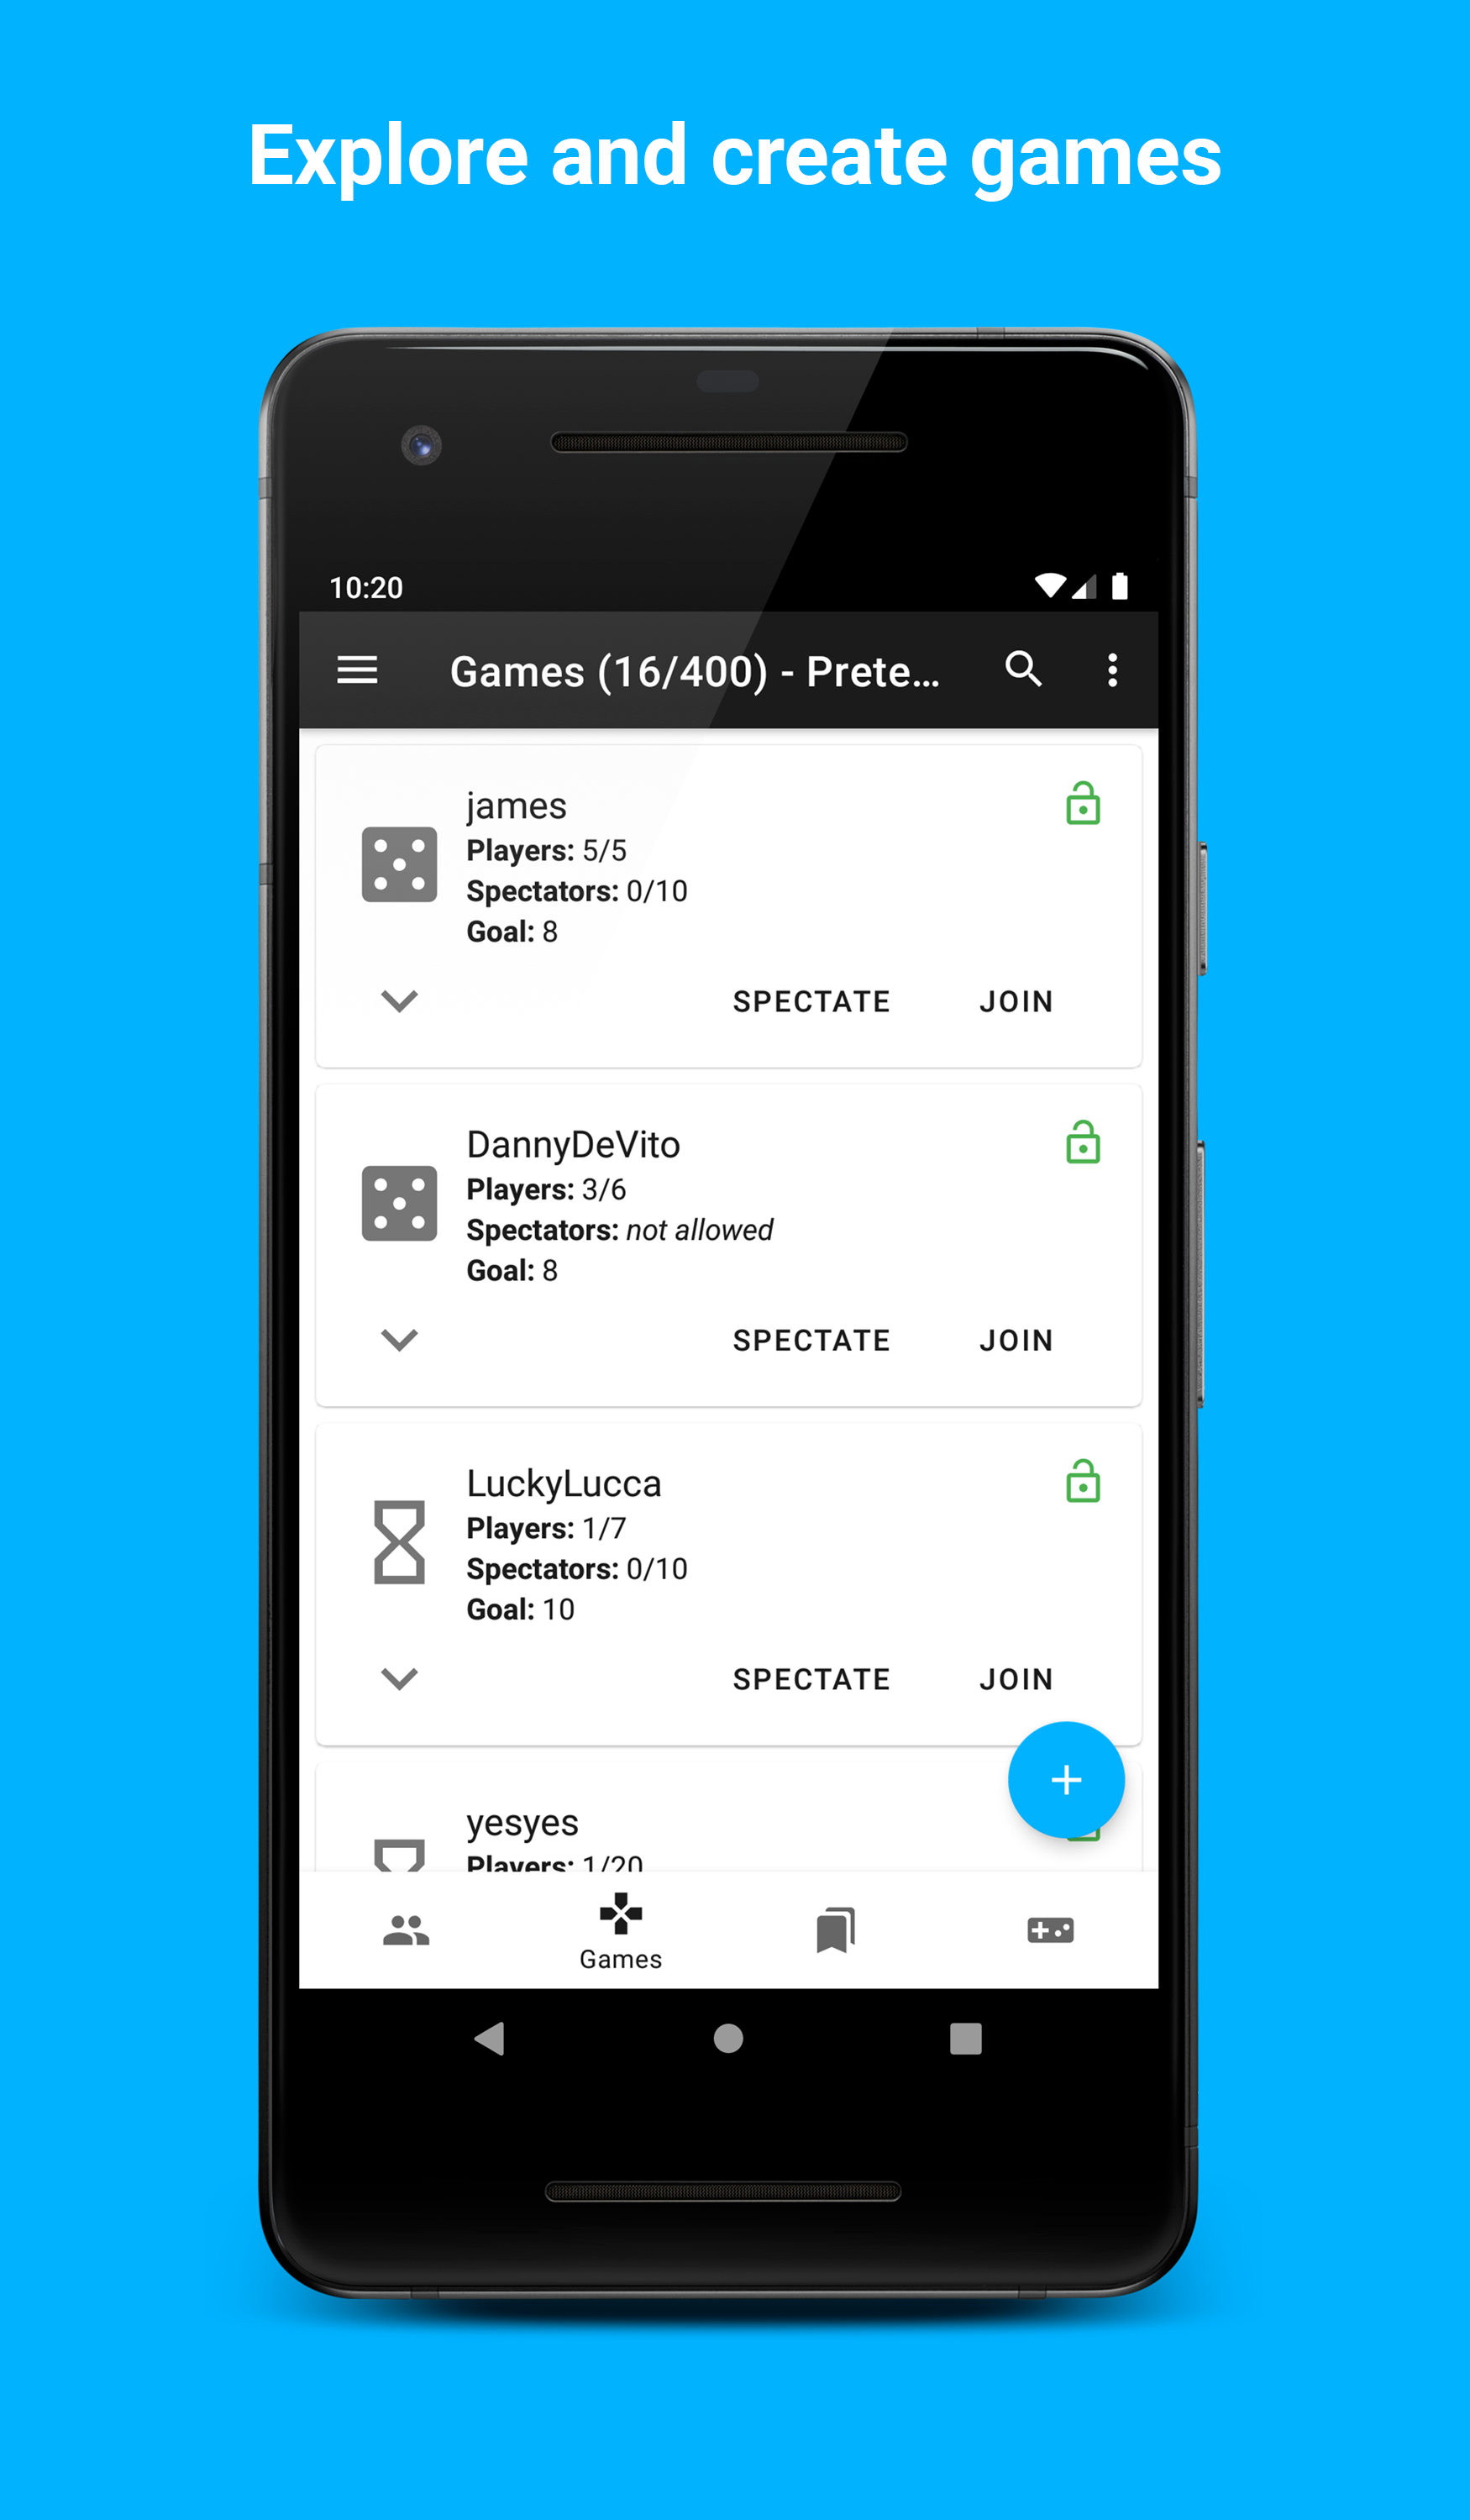 Explore and create games
10:20
Games (16/400) - Prete...
james
Players: 5/5
Spectators: 0/10
Goal: 8
SPECTATE JOIN
DannyDeVito
Players: 3/6
Spectators: not allowed
Goal: 8
SPECTATE JOIN
LuckyLucca
Players: 1/7
Spectators: 0/10
Goal: 10
SPECTATE JOIN
yesyes
Players: 1/20
Games